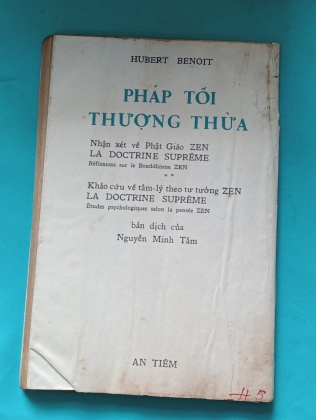 HUBERT BENOIT
PHÁP TỐI
THƯỢNG THỪA
Nhận xét về Phật Giáo ZEN
LA DOCTRINE SUPRÊME
Réflexions sur le Bouddhisme ZEN
* *
Khảo cứu về tâm-lý theo tư tưởng ZEN
LA DOCTRINE SUPRÊME
Études psychologiques selon la pensée ZEN
bản dịch của
Nguyễn Minh Tâm
AN TIÊM
# 5